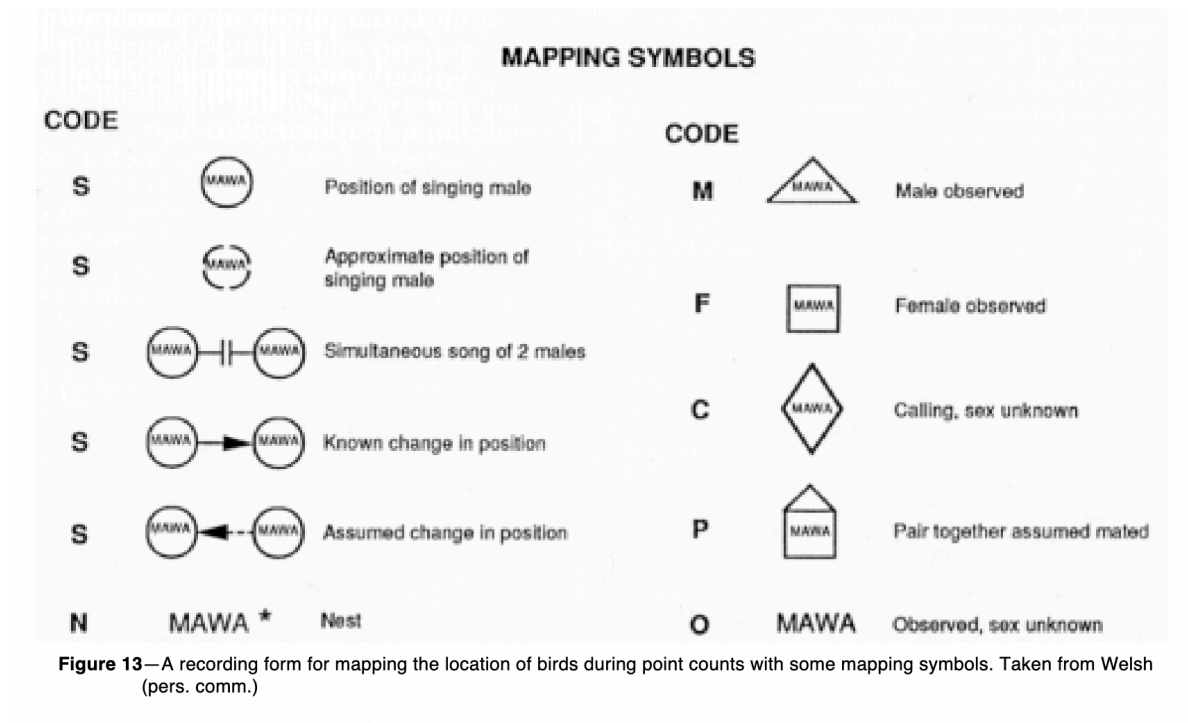 MAPPING SYMBOLS
CODE
S MAWA Position of singing male
S MAWA Approximate position of
singing male
S MAWA MAWA Simultaneous song of 2 males
S MAWA MAWA Known change in position
S MAWA MAWA Assumed change in position
N MAWA * Nest
CODE
M MAWA Male observed
F MAWA Female observed
C MAWA Calling, sex unknown
P MAWA Pair together assumed mated
O MAWA Observed, sex unknown
Figure 13—A recording form for mapping the location of birds during point counts with some mapping symbols. Taken from Welsh
(pers. comm.)